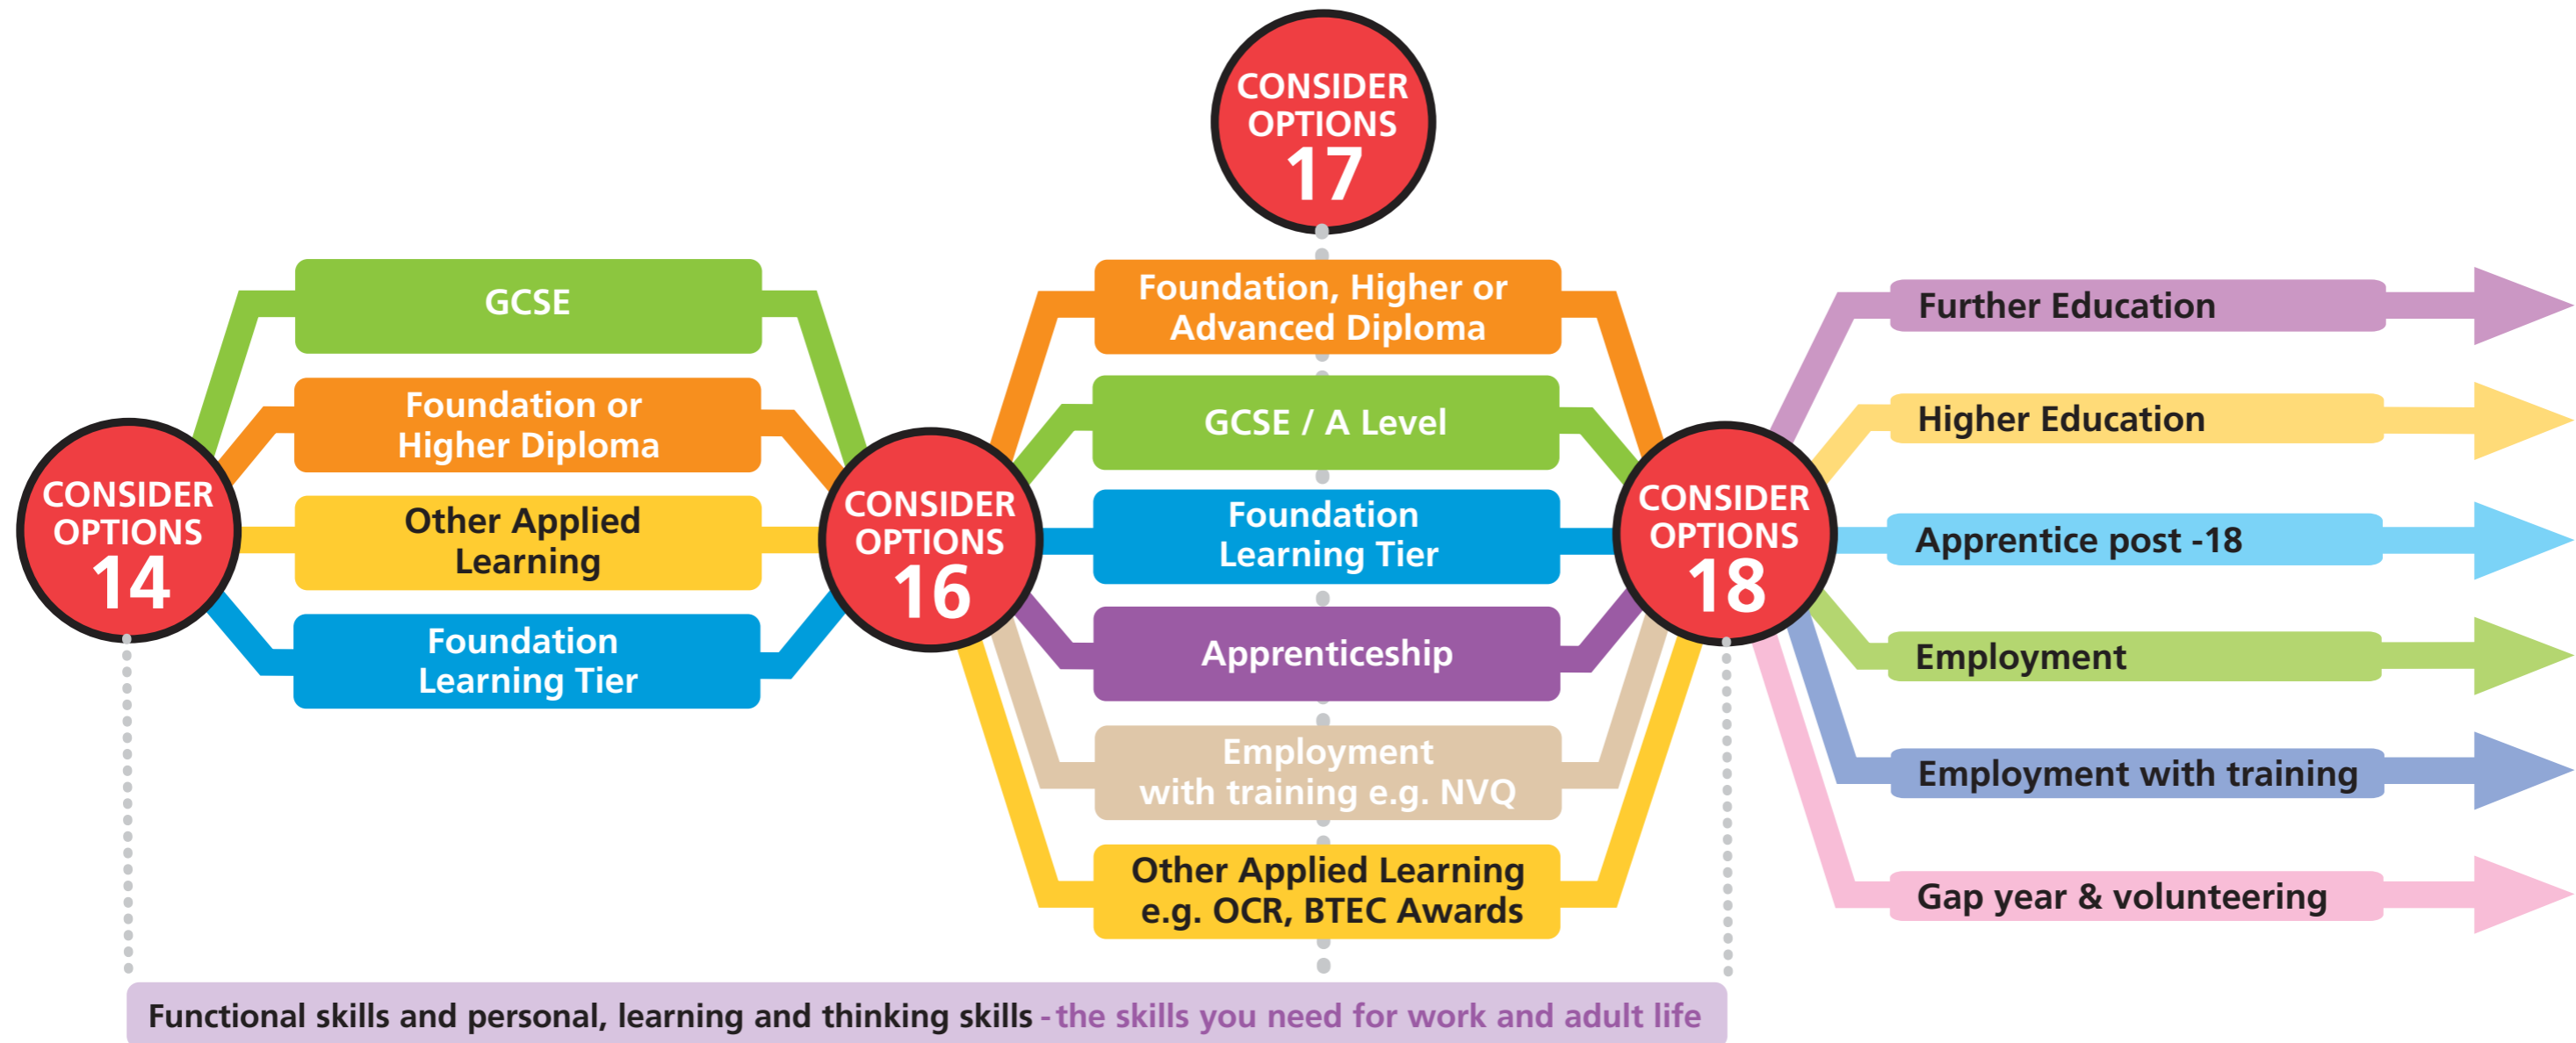 CONSIDER
OPTIONS
17
CONSIDER
OPTIONS
14
GCSE
Foundation or
Higher Diploma
Other Applied
Learning
Foundation
Learning Tier
CONSIDER
OPTIONS
16
Foundation, Higher or
Advanced Diploma
GCSE / A Level
Foundation
Learning Tier
Apprenticeship
Employment
with training e.g. NVQ
Other Applied Learning
e.g. OCR, BTEC Awards
CONSIDER
OPTIONS
18
Further Education
Higher Education
Apprentice post -18
Employment
Employment with training
Gap year & volunteering
Functional skills and personal, learning and thinking skills - the skills you need for work and adult life